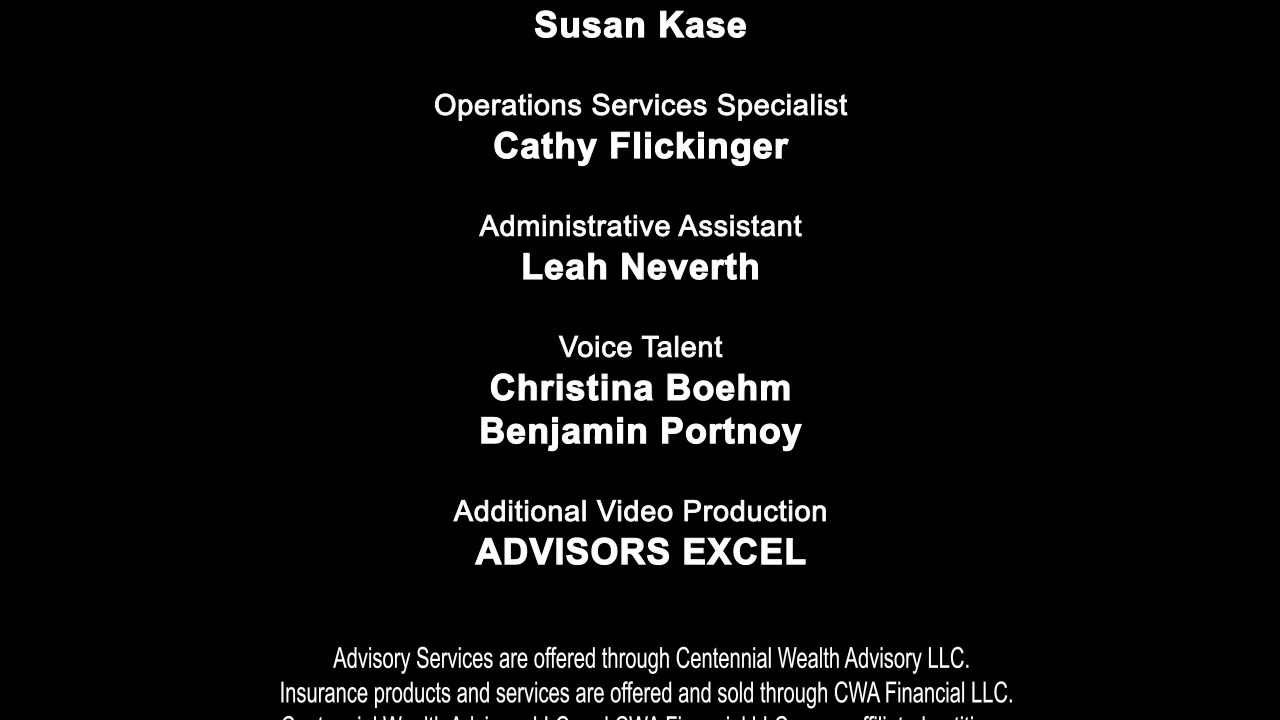 Susan Kase
Operations Services Specialist
Cathy Flickinger
Administrative Assistant
Leah Neverth
Voice Talent
Christina Boehm
Benjamin Portnoy
Additional Video Production
ADVISORS EXCEL
Advisory Services are offered through Centennial Wealth Advisory LLC.
Insurance products and services are offered and sold through CWA Financial LLC.